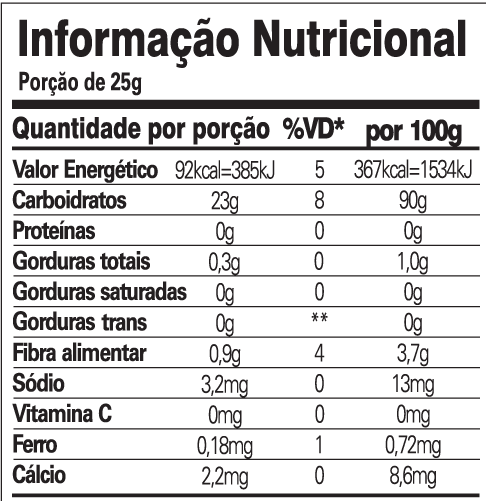 Informação Nutricional
Porção de 25g
Quantidade por porção %VD* por 100g
Valor Energético 92kcal=385kJ 5 367kcal=1534kJ
Carboidratos 23g 8 90g
Proteínas 0g 0 0g
Gorduras totais 0,3g 0 1,0g
Gorduras saturadas 0g 0 0g
Gorduras trans 0g ** 0g
Fibra alimentar 0,9g 4 3,7g
Sódio 3,2mg 0 13mg
Vitamina C 0mg 0 0mg
Ferro 0,18mg 1 0,72mg
Cálcio 2,2mg 0 8,6mg